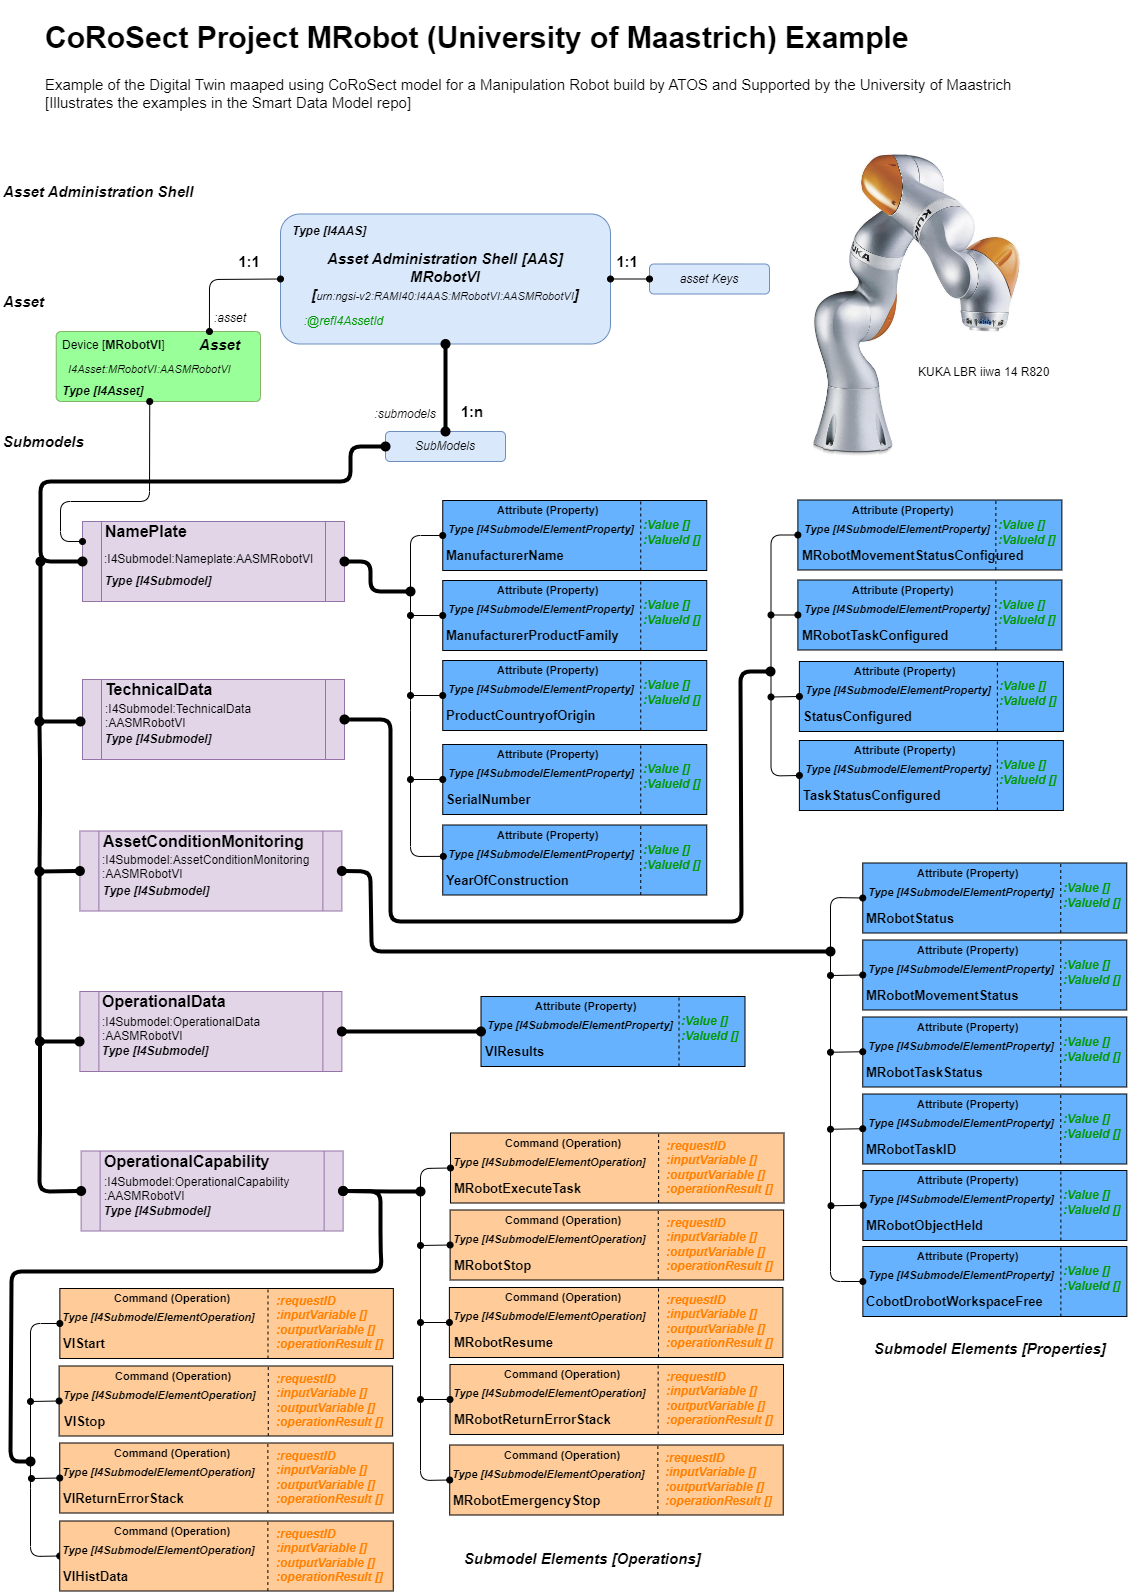 CoRoSect Project MRobot (University of Maastrich) Example
Example of the Digital Twin maaped using CoRoSect model for a Manipulation Robot build by ATOS and Supported by the University of Maastrich
[Illustrates the examples in the Smart Data Model repo]
Asset Administration Shell
Type [I4AAS]
Asset Administration Shell [AAS]
MRobotVI
[urn:ngsi-v2:RAMI40:I4AAS:MRobotVI:AASMRobotVI]
:@refI4AssetId
1:1
1:1
asset Keys
KUKA
KUKA
KUKA LBR iiwa 14 R820
Asset
:asset
Device [MRobotVI]
Asset
I4Asset:MRobotVI:AASMRobotVI
Type [I4Asset]
:submodels
1:n
SubModels
Submodels
NamePlate
:I4Submodel:Nameplate:AASMRobotVI
Type [I4Submodel]
TechnicalData
:I4Submodel:TechnicalData
:AASMRobotVI
Type [I4Submodel]
AssetConditionMonitoring
:I4Submodel:AssetConditionMonitoring
:AASMRobotVI
Type [I4Submodel]
OperationalData
:I4Submodel:OperationalData
:AASMRobotVI
Type [I4Submodel]
OperationalCapability
:I4Submodel:OperationalCapability
:AASMRobotVI
Type [I4Submodel]
Attribute (Property)
Type [I4SubmodelElementProperty]
ManufacturerName
:Value []
:ValueId []
Attribute (Property)
Type [I4SubmodelElementProperty]
ManufacturerProductFamily
:Value []
:ValueId []
Attribute (Property)
Type [I4SubmodelElementProperty]
ProductCountryofOrigin
:Value []
:ValueId []
Attribute (Property)
Type [I4SubmodelElementProperty]
SerialNumber
:Value []
:ValueId []
Attribute (Property)
Type [I4SubmodelElementProperty]
YearOfConstruction
:Value []
:ValueId []
Attribute (Property)
Type [I4SubmodelElementProperty]
MRobotMovementStatusConfigured
:Value []
:ValueId []
Attribute (Property)
Type [I4SubmodelElementProperty]
MRobotTaskConfigured
:Value []
:ValueId []
Attribute (Property)
Type [I4SubmodelElementProperty]
StatusConfigured
:Value []
:ValueId []
Attribute (Property)
Type [I4SubmodelElementProperty]
TaskStatusConfigured
:Value []
:ValueId []
Attribute (Property)
Type [I4SubmodelElementProperty]
MRobotStatus
:Value []
:ValueId []
Attribute (Property)
Type [I4SubmodelElementProperty]
MRobotMovementStatus
:Value []
:ValueId []
Attribute (Property)
Type [I4SubmodelElementProperty]
MRobotTaskStatus
:Value []
:ValueId []
Attribute (Property)
Type [I4SubmodelElementProperty]
MRobotTaskID
:Value []
:ValueId []
Attribute (Property)
Type [I4SubmodelElementProperty]
MRobotObjectHeld
:Value []
:ValueId []
Attribute (Property)
Type [I4SubmodelElementProperty]
CobotDrobotWorkspaceFree
:Value []
:ValueId []
Submodel Elements [Properties]
Attribute (Property)
Type [I4SubmodelElementProperty]
VIResults
:Value []
:ValueId []
Command (Operation)
Type [I4SubmodelElementOperation]
MRobotExecuteTask
:requestID
:inputVariable []
:outputVariable []
:operationResult []
Command (Operation)
Type [I4SubmodelElementOperation]
MRobotStop
:requestID
:inputVariable []
:outputVariable []
:operationResult []
Command (Operation)
Type [I4SubmodelElementOperation]
MRobotResume
:requestID
:inputVariable []
:outputVariable []
:operationResult []
Command (Operation)
Type [I4SubmodelElementOperation]
MRobotReturnErrorStack
:requestID
:inputVariable []
:outputVariable []
:operationResult []
Command (Operation)
Type [I4SubmodelElementOperation]
MRobotEmergencyStop
:requestID
:inputVariable []
:outputVariable []
:operationResult []
Command (Operation)
Type [I4SubmodelElementOperation]
VIStart
:requestID
:inputVariable []
:outputVariable []
:operationResult []
Command (Operation)
Type [I4SubmodelElementOperation]
VIStop
:requestID
:inputVariable []
:outputVariable []
:operationResult []
Command (Operation)
Type [I4SubmodelElementOperation]
VIReturnErrorStack
:requestID
:inputVariable []
:outputVariable []
:operationResult []
Command (Operation)
Type [I4SubmodelElementOperation]
VIHistData
:requestID
:inputVariable []
:outputVariable []
:operationResult []
Submodel Elements [Operations]